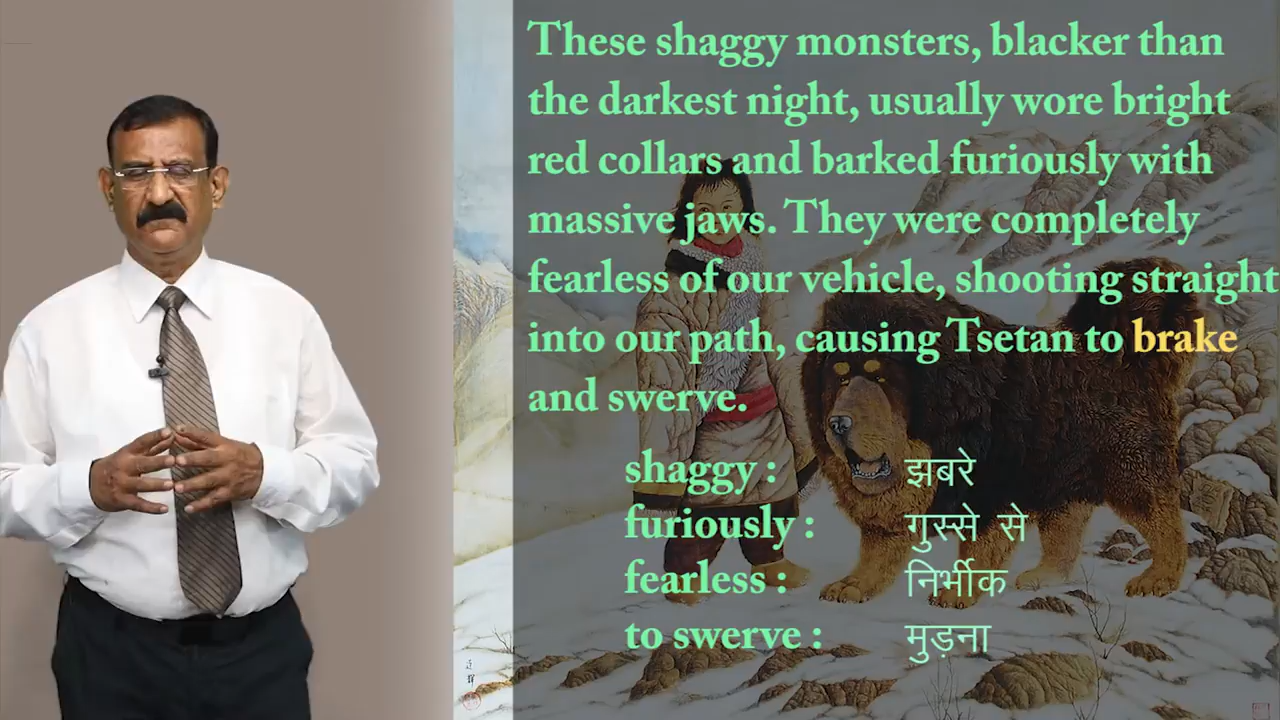 These shaggy monsters, blacker than
the darkest night, usually wore bright
red collars and barked furiously with
massive jaws. They were completely
fearless of our vehicle, shooting straight
into our path, causing Tsetan to brake
and swerve.
shaggy : झबरे
furiously : गुस्से से
fearless : निर्भीक
to swerve : मुड़ना